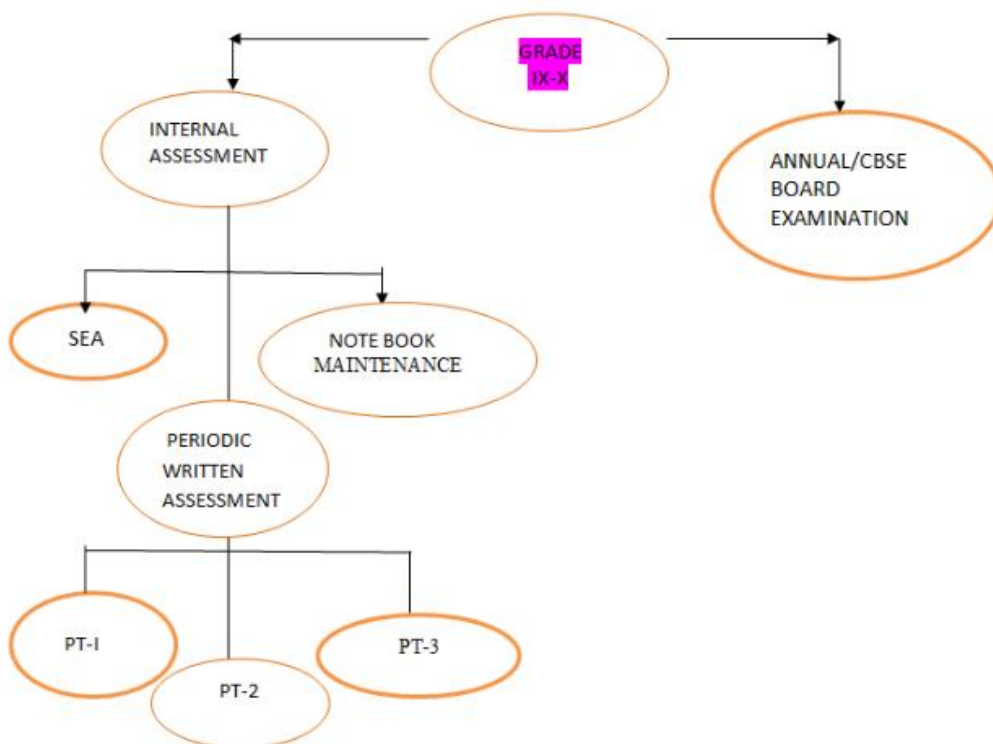 GRADE
IX-X
INTERNAL
ASSESSMENT
ANNUAL/CBSE
BOARD
EXAMINATION
SEA
NOTE BOOK
MAINTENANCE
PERIODIC
WRITTEN
ASSESSMENT
PT-I
PT-2
PT-3